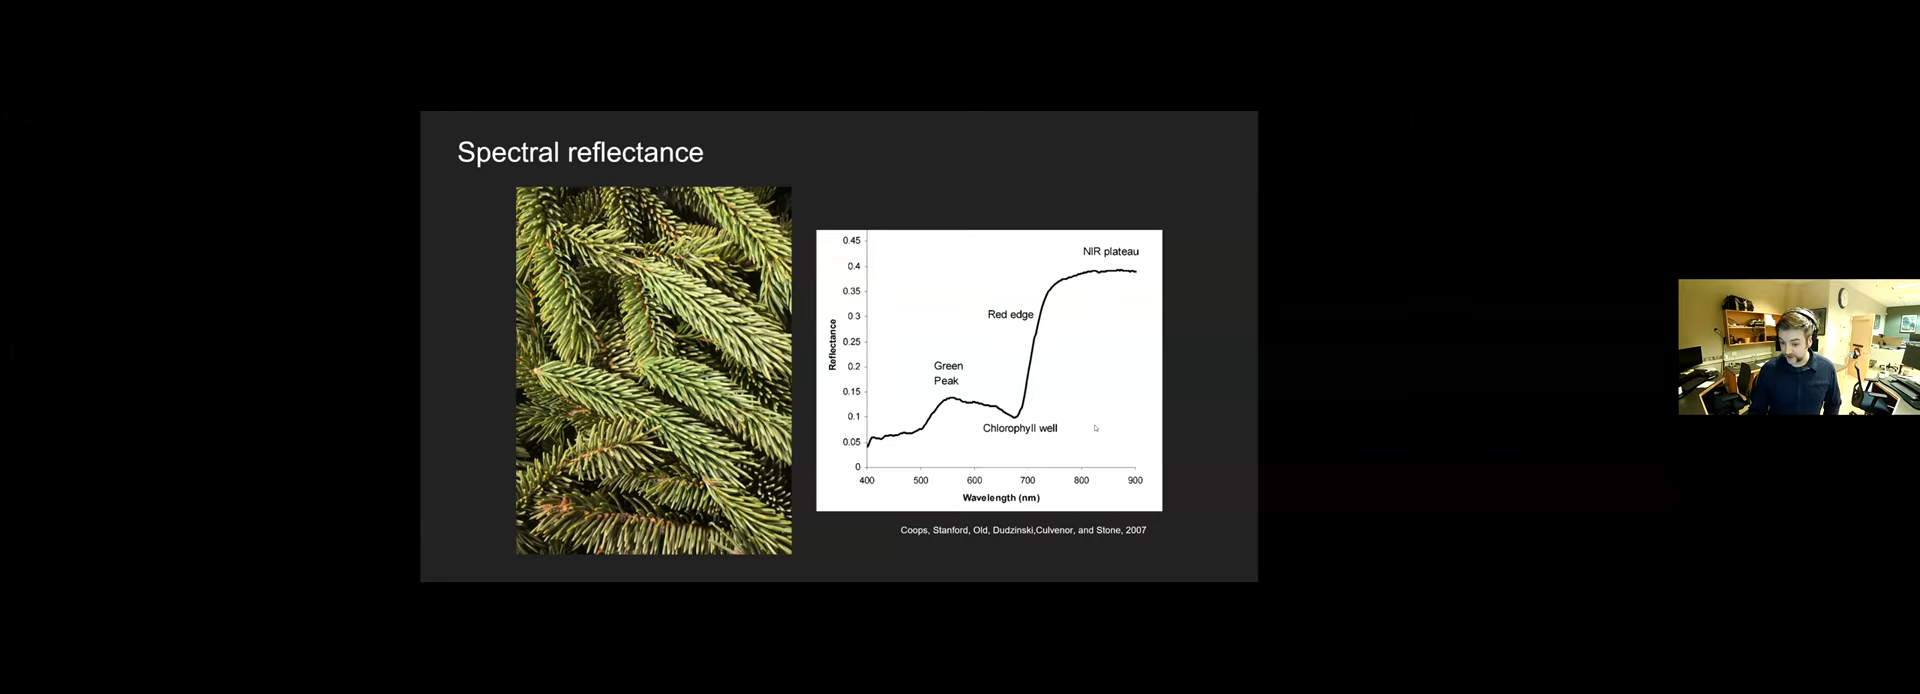 Spectral reflectance
0.45
0.4
0.35
0.3
0.25
0.2
0.15
0.1
0.05
0
Reflectance
NIR plateau
Red edge
Green
Peak
Chlorophyll well
400 500 600 700 800 900
Wavelength (nm)
Coops, Stanford, Old, Dudzinski,Culvenor, and Stone, 2007